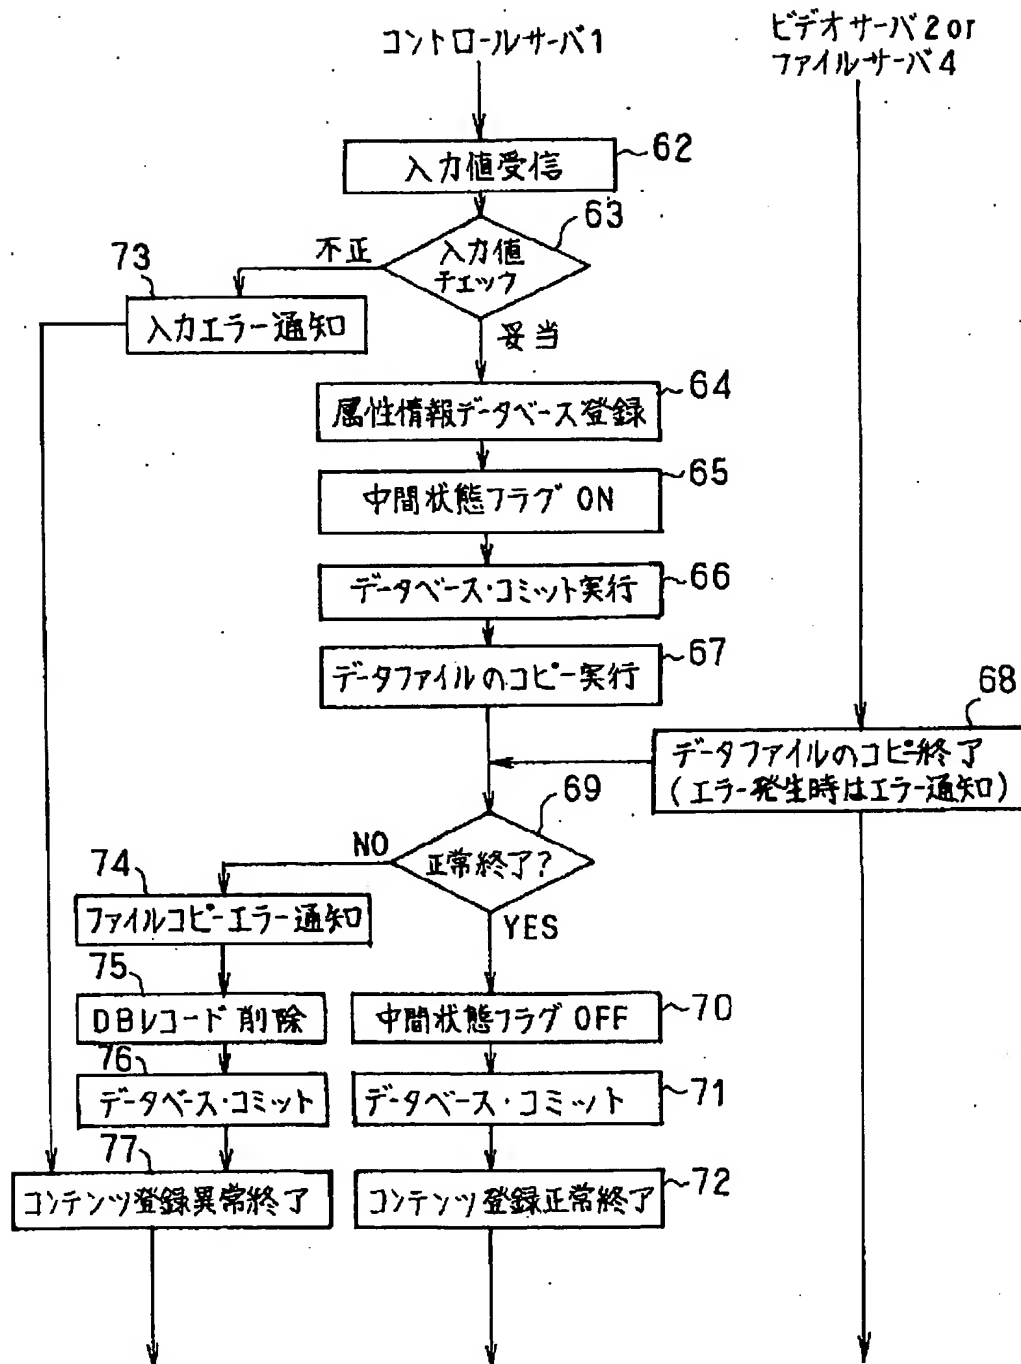 コントロールサーバ1
ビデオサーバ2 or
ファイルサーバ4
入力値受信
62
63
入力値
チェック
不正
73
入力エラー通知
妥当
64
属性情報データベース登録
65
中間状態フラグ ON
66
データベース・コミット実行
67
データファイルのコピー実行
68
データファイルのコピー終了
(エラー発生時はエラー通知)
69
正常終了?
NO
YES
74
ファイルコピーエラー通知
75
DBレコード削除
中間状態フラグ OFF
70
76
データベース・コミット
データベース・コミット
71
77
コンテンツ登録異常終了
コンテンツ登録正常終了
72